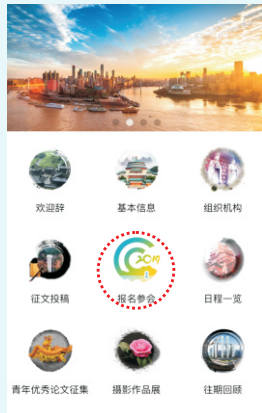 欢迎辞 基本信息 组织机构
2019
征文投稿 报名参会 日程一览
青年优秀论文征集 摄影作品展 往期回顾